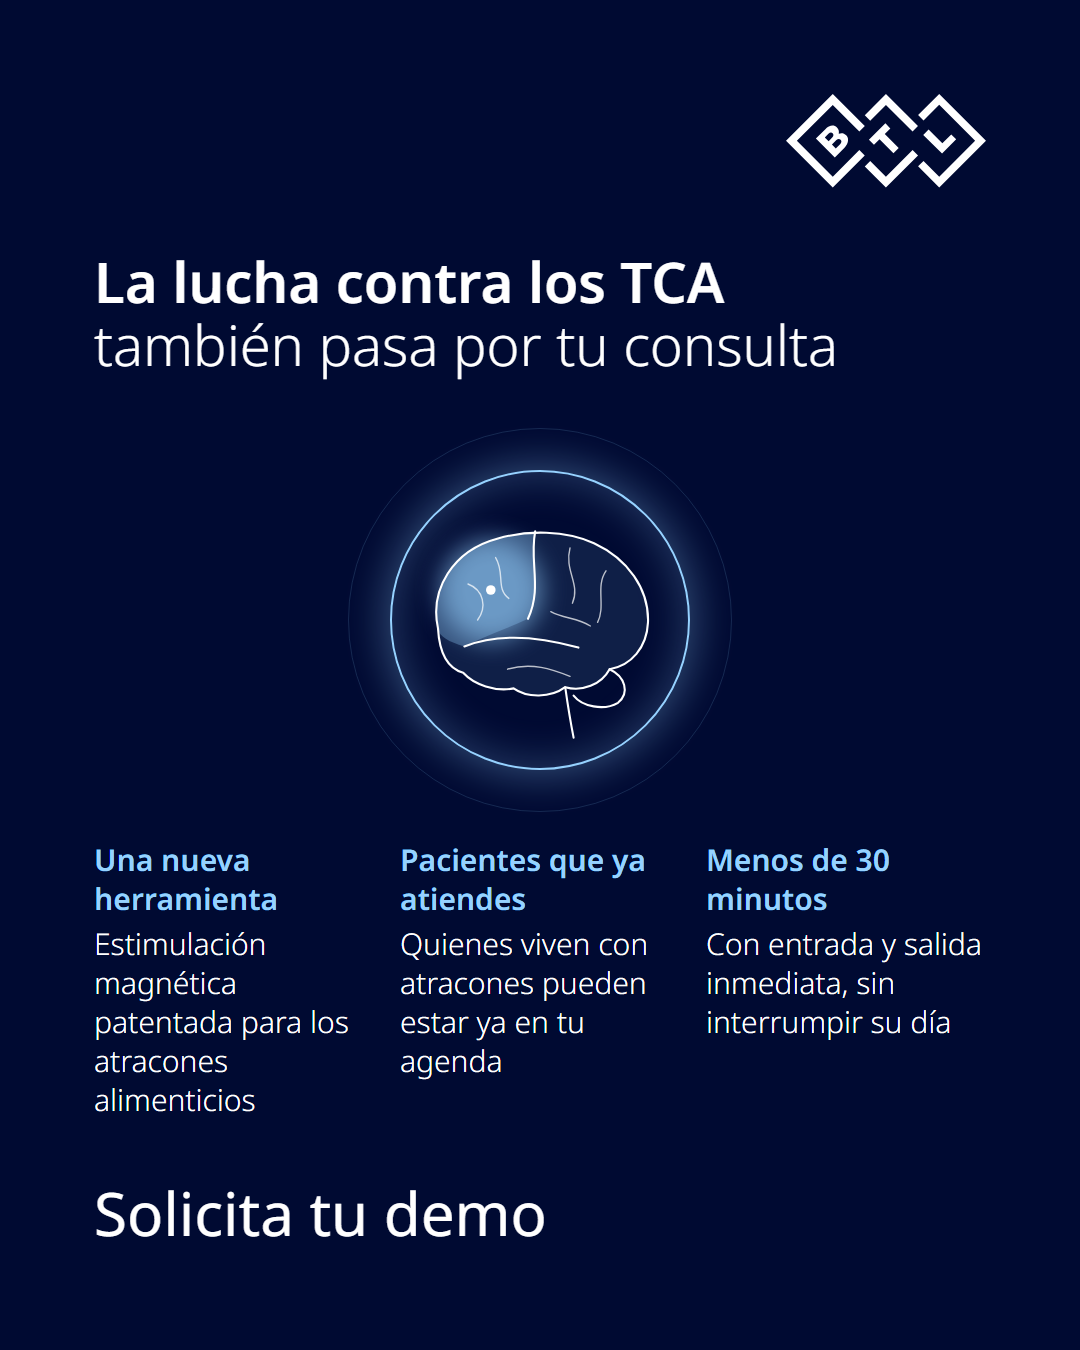 BTL
La lucha contra los TCA
también pasa por tu consulta
Una nueva
herramienta
Estimulación
magnética
patentada para los
atracones
alimenticios
Pacientes que ya
atiendes
Quienes viven con
atracones pueden
estar ya en tu
agenda
Menos de 30
minutos
Con entrada y salida
inmediata, sin
interrumpir su día
Solicita tu demo